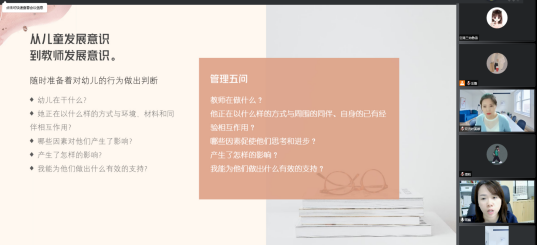 从儿童发展意识
到教师发展意识。
随时准备着对幼儿的行为做出判断
幼儿在干什么？
她正在以什么样的方式与环境、材料和同
伴相互作用？
哪些因素对他们产生了影响？
产生了怎样的影响？
我能为他们做出什么有效的支持？
管理五问
教师在做什么？
他正在以什么样的方式与周围的同伴。自身的已有经
验相互作用？
哪些因素促使他们思考和进步？
产生了怎样的影响？
我能为他们做出什么有效的支持？